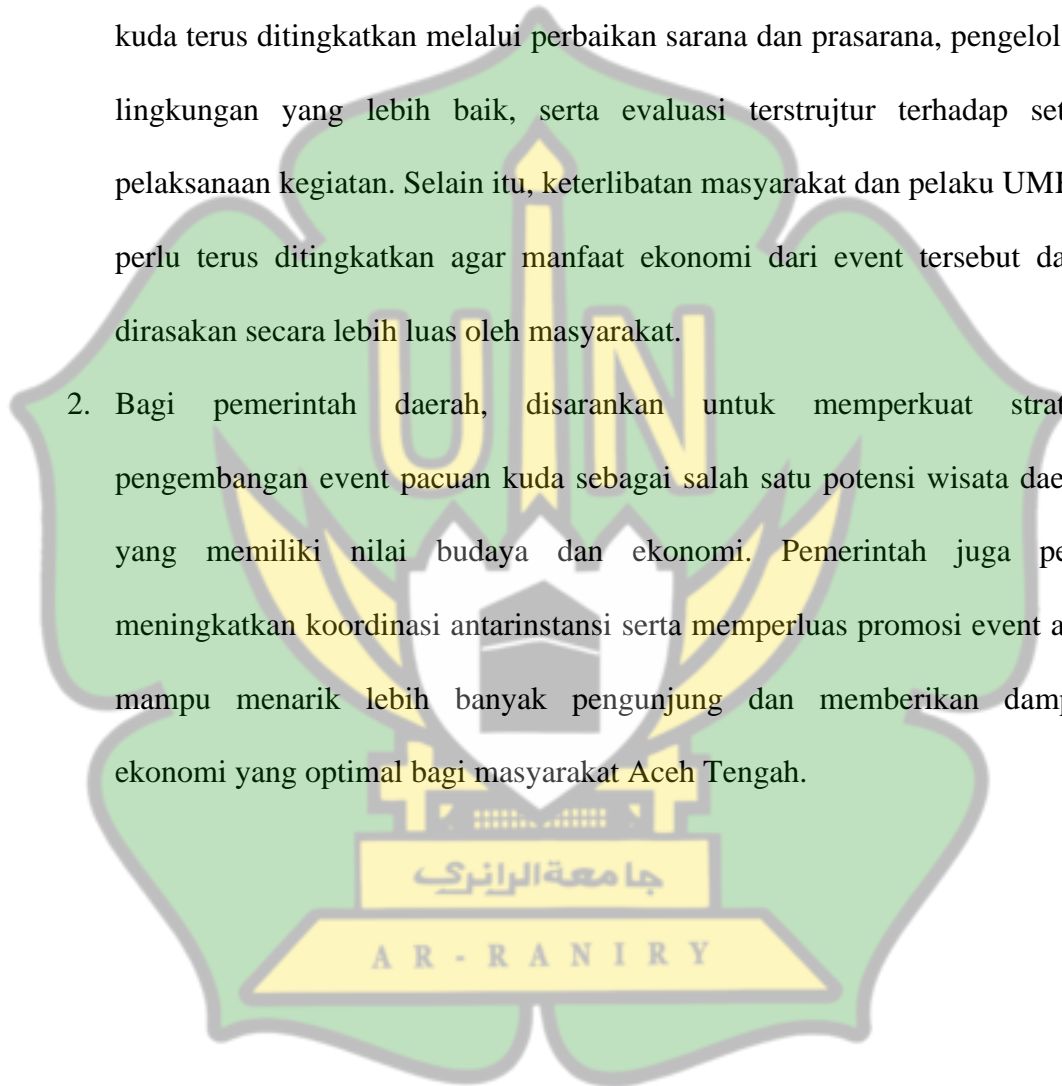 kuda terus ditingkatkan melalui perbaikan sarana dan prasarana, pengelol
lingkungan yang lebih baik, serta evaluasi terstrujtur terhadap set
pelaksanaan kegiatan. Selain itu, keterlibatan masyarakat dan pelaku UM
perlu terus ditingkatkan agar manfaat ekonomi dari event tersebut da
dirasakan secara lebih luas oleh masyarakat.
2. Bagi pemerintah daerah, disarankan untuk memperkuat strat
pengembangan event pacuan kuda sebagai salah satu potensi wisata dae
yang memiliki nilai budaya dan ekonomi. Pemerintah juga pe
meningkatkan koordinasi antarinstansi serta memperluas promosi event a
mampu menarik lebih banyak pengunjung dan memberikan damp
ekonomi yang optimal bagi masyarakat Aceh Tengah.
UIN
جامعة الرانري
AR-RANIRY